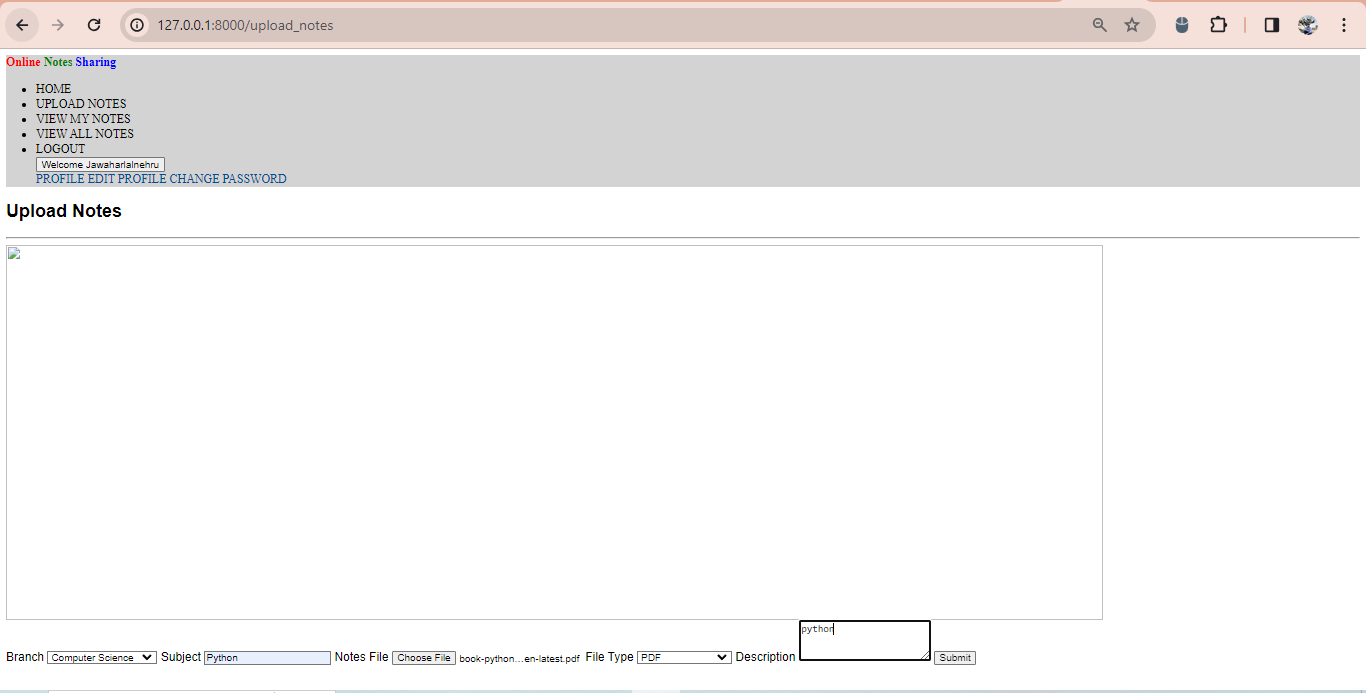 127.0.0.1:8000/upload_notes
Online Notes Sharing
HOME
UPLOAD NOTES
VIEW MY NOTES
VIEW ALL NOTES
LOGOUT
Welcome Jawaharlalnehru
PROFILE EDIT PROFILE CHANGE PASSWORD
Upload Notes
python
Branch Computer Science Subject Python Notes File Choose File book-python...en-latest.pdf File Type PDF Description Submit